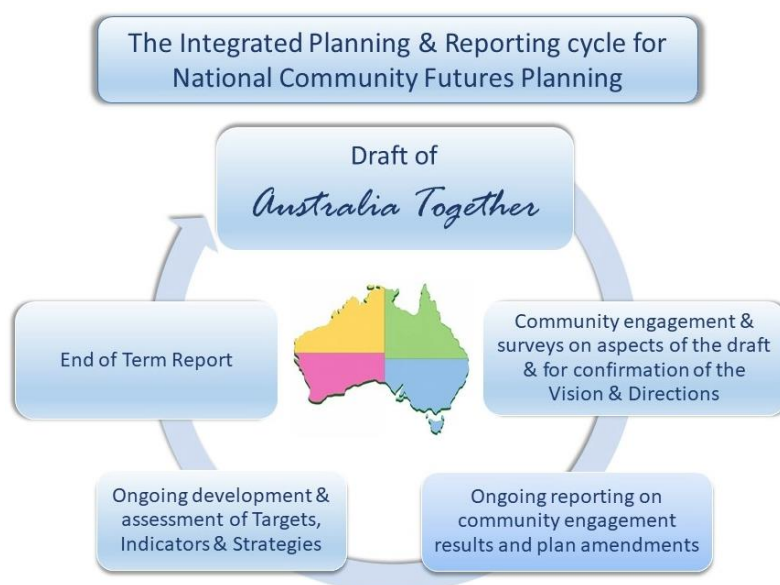 The Integrated Planning & Reporting cycle for
National Community Futures Planning
Draft of
Australia Together
Community engagement &
surveys on aspects of the draft
& for confirmation of the
Vision & Directions
Ongoing reporting on
community engagement
results and plan amendments
Ongoing development &
assessment of Targets,
Indicators & Strategies
End of Term Report